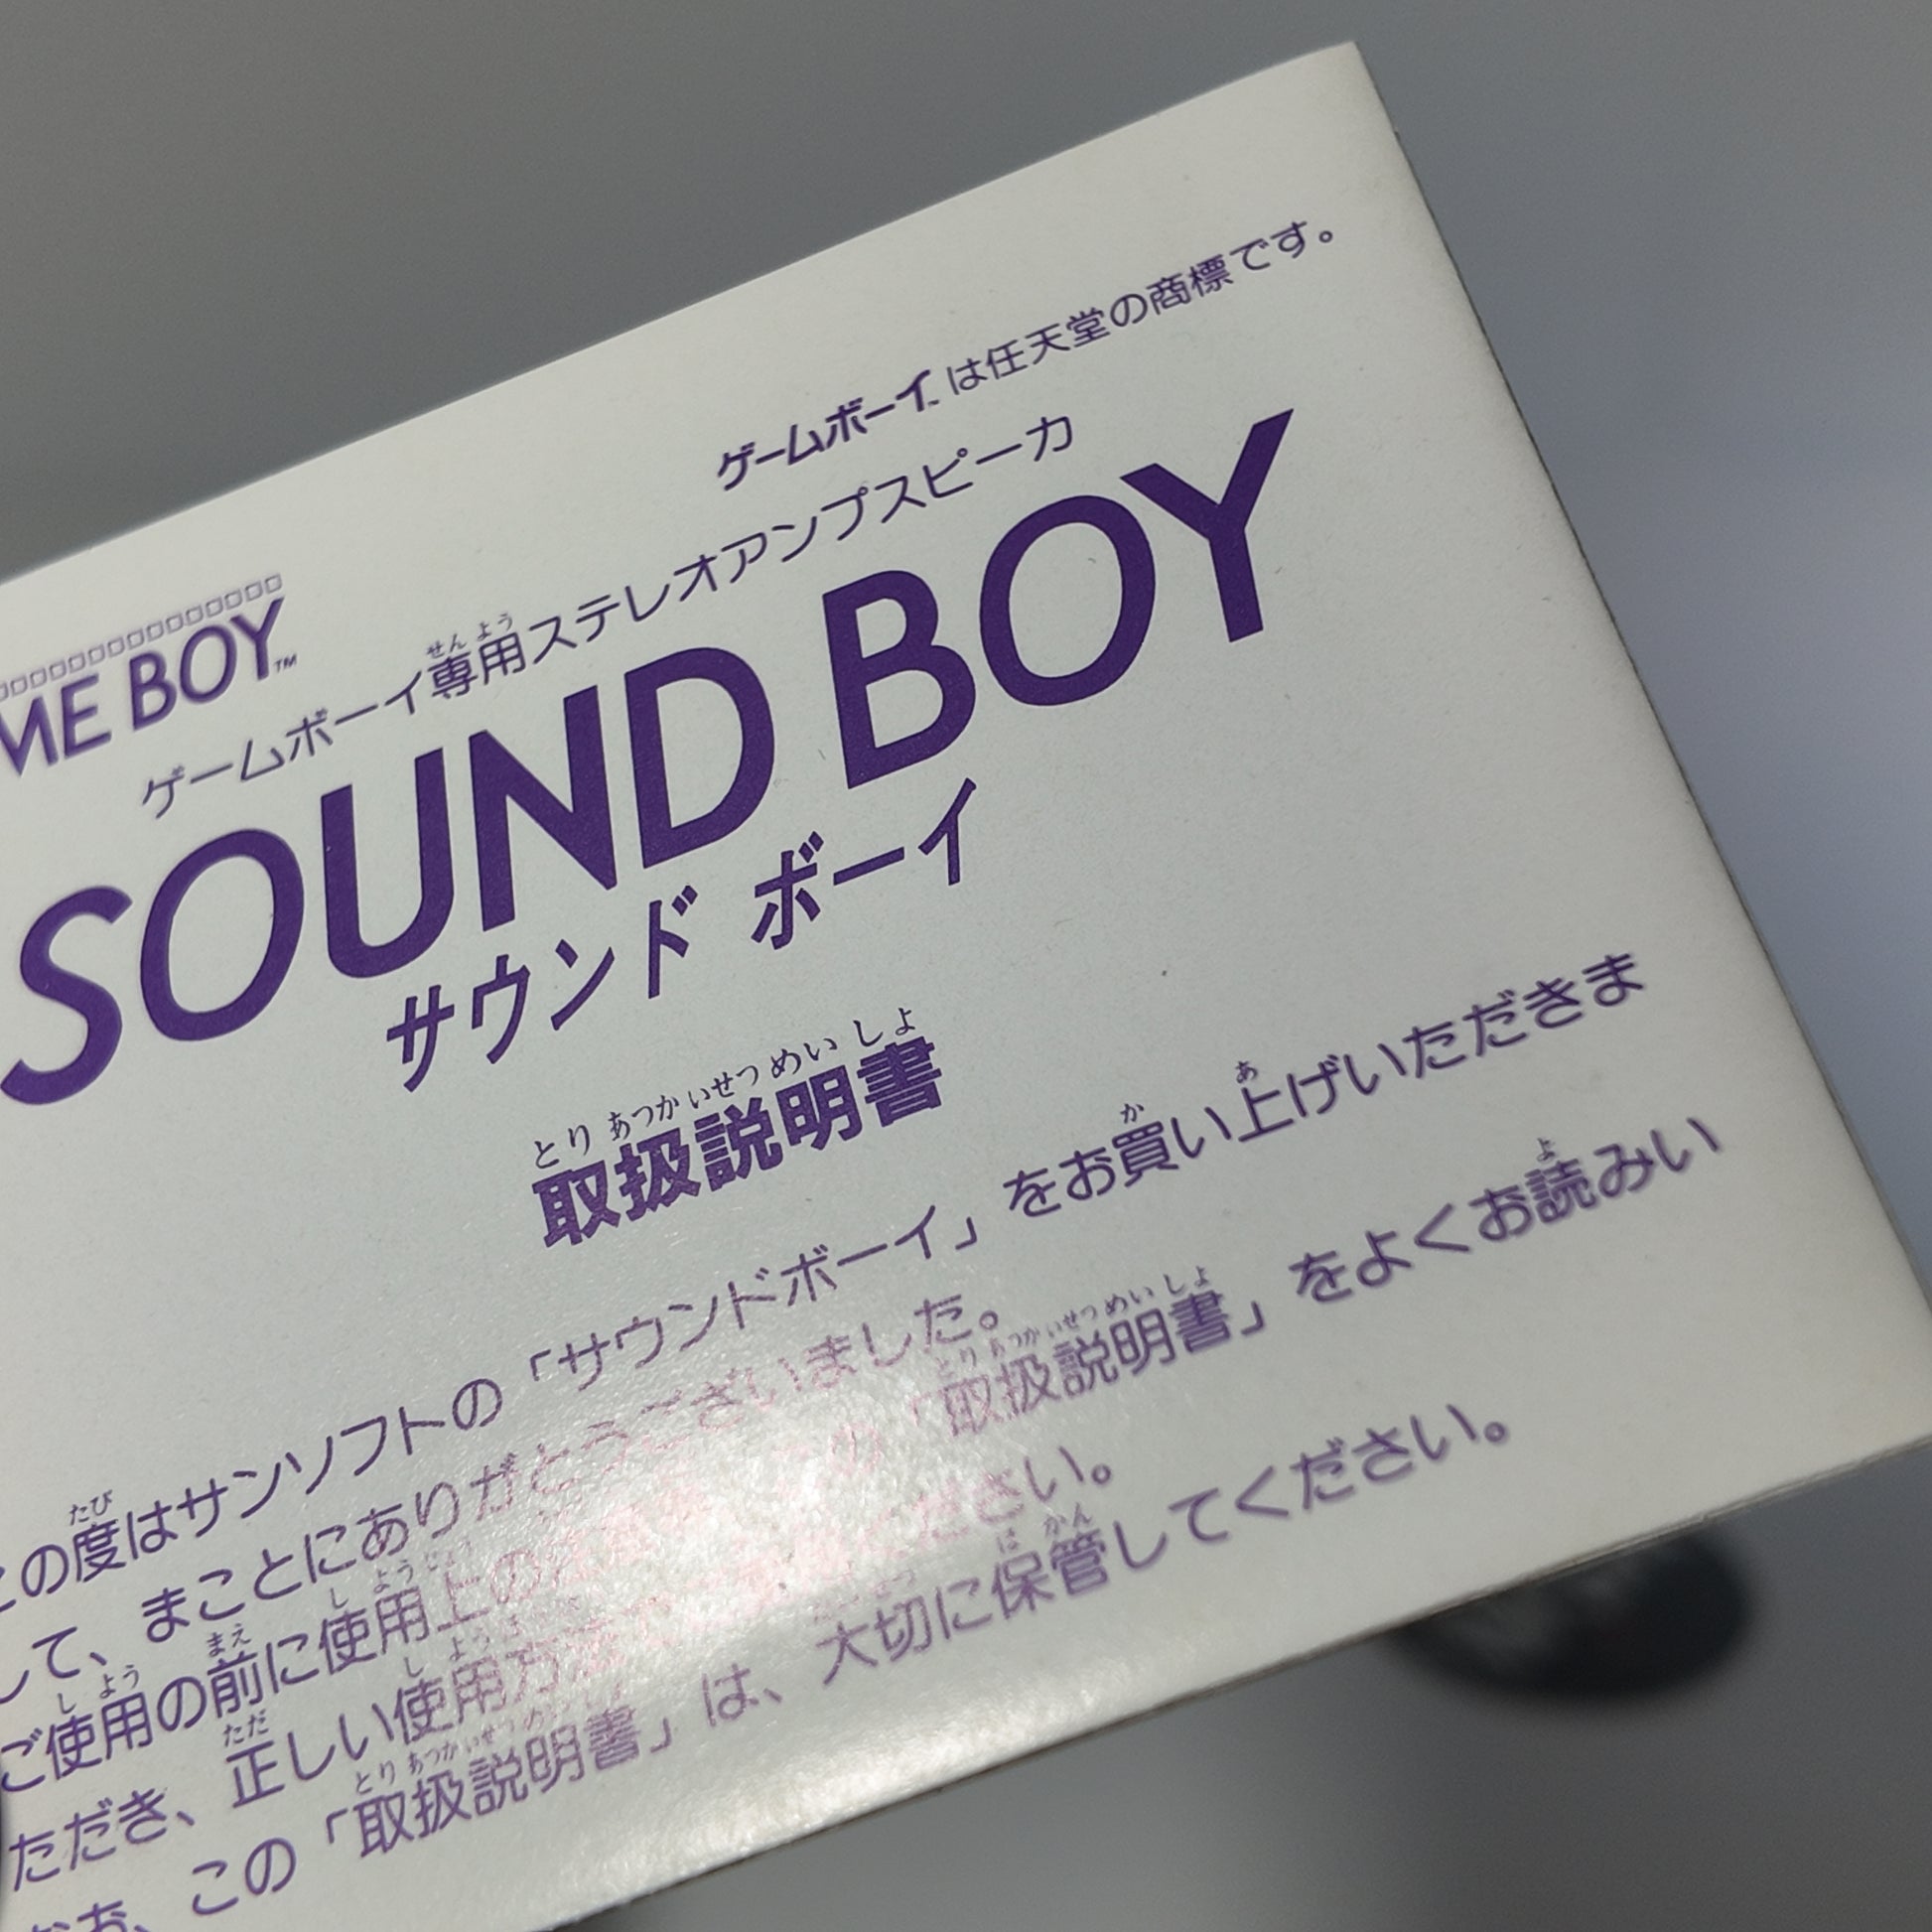 ゲームボーイは任天堂の商標です。
ME BOY™
ゲームボーイ専用ステレオアンプスピーカ
SOUND BOY
サウンド ボーイ
取扱説明書
の度はサンソフトの「サウンドボーイ」をお買い上げいただきま
して、まことにありがとうございました。
ご使用の前に使用上の この「取扱説明書」をよくお読みい
ただき、正しい使用方法 ください。
お、この「取扱説明書」は、大切に保管してください。